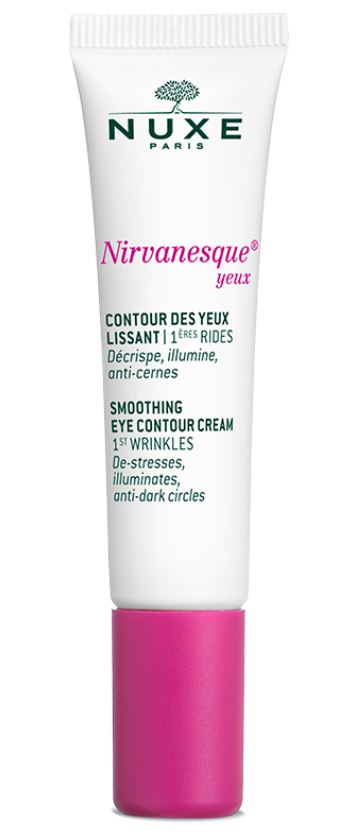 NUXE
PARIS
Nirvanesque®
yeux
CONTOUR DES YEUX
LISSANT | 1ÈRES RIDES
Décrispe, illumine,
anti-cernes
SMOOTHING
EYE CONTOUR CREAM
1ST WRINKLES
De-stresses,
illuminates,
anti-dark circles